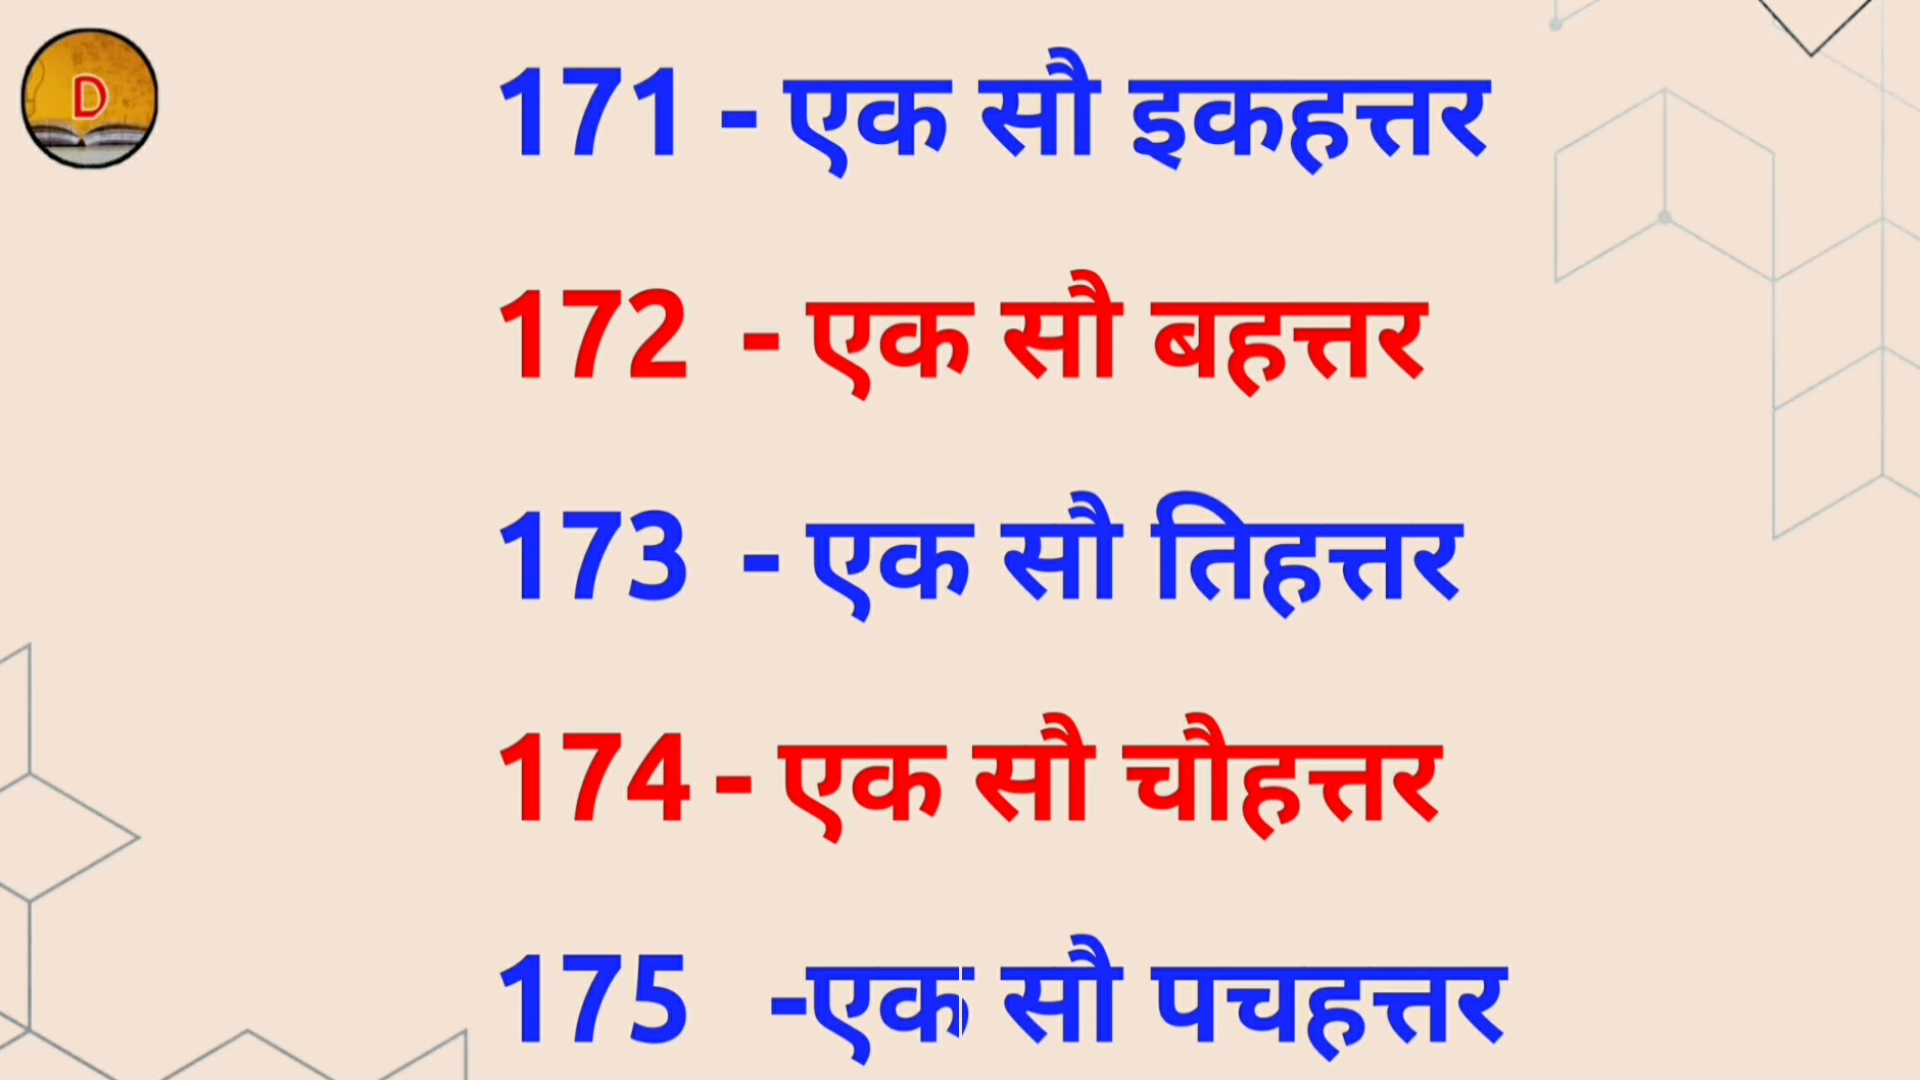 D
171 - एक सौ इकहत्तर
172 - एक सौ बहत्तर
173 - एक सौ तिहत्तर
174 - एक सौ चौहत्तर
175 -एक सौ पचहत्तर